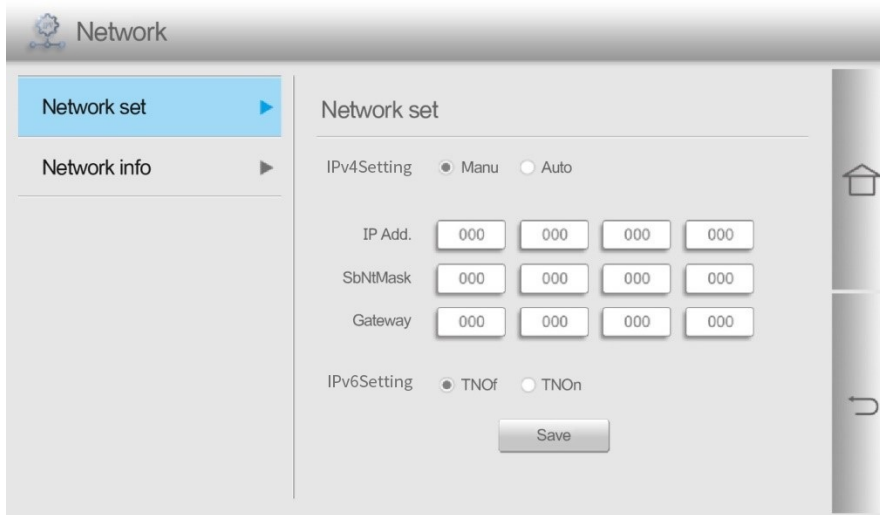 Network
Network set
Network info
Network set
IPv4Setting Manu Auto
IP Add. 000 000 000 000
SbNtMask 000 000 000 000
Gateway 000 000 000 000
IPv6Setting TNOf TNOn
Save